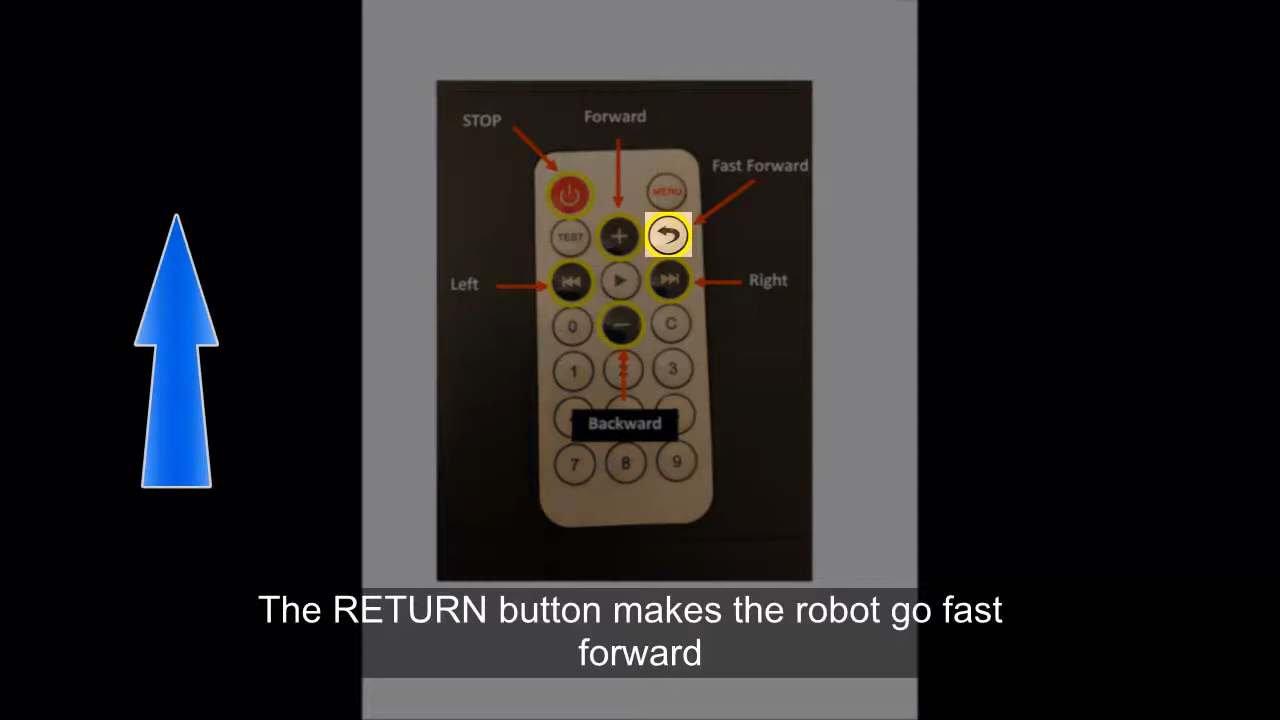 STOP
Forward
Fast Forward
MENU
TEST
+
Left
Right
0
−
C
1
2
3
Backward
7
8
9
The RETURN button makes the robot go fast
forward